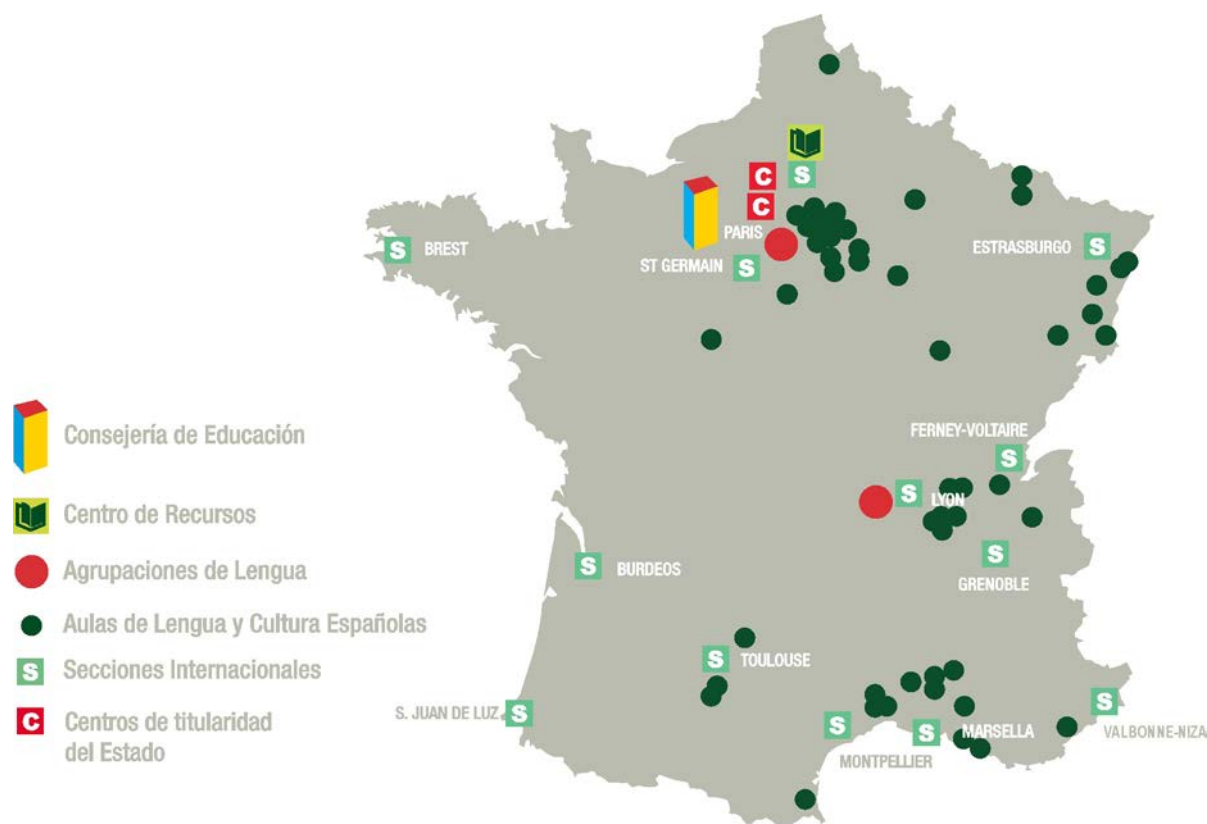 C
S
C
PARIS
S
BREST
ESTRASBURGO
S
ST GERMAIN
S
Consejería de Educación
FERNEY-VOLTAIRE
S
S
LYON
Centro de Recursos
S
GRENOBLE
S
BURDEOS
Agrupaciones de Lengua
Aulas de Lengua y Cultura Españolas
S
TOULOUSE
S
Secciones Internacionales
S. JUAN DE LUZ
S
S
S
MARSELLA
S
VALBONNE-NIZA
MONTPELLIER
C
Centros de titularidad
del Estado